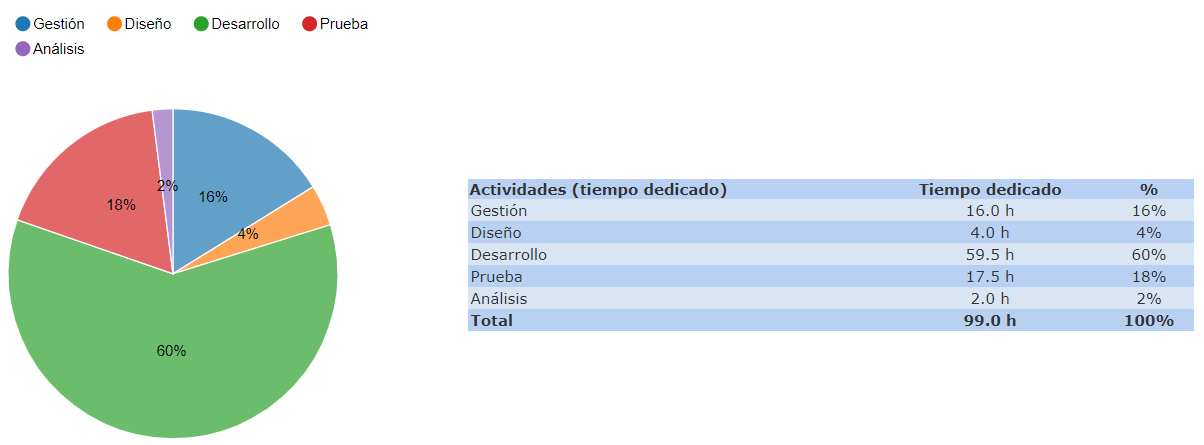 Gestión Diseño Desarrollo Prueba
Análisis
2%
16%
18%
4%
60%
Actividades (tiempo dedicado) Tiempo dedicado %
Gestión 16.0 h 16%
Diseño 4.0 h 4%
Desarrollo 59.5 h 60%
Prueba 17.5 h 18%
Análisis 2.0 h 2%
Total 99.0 h 100%